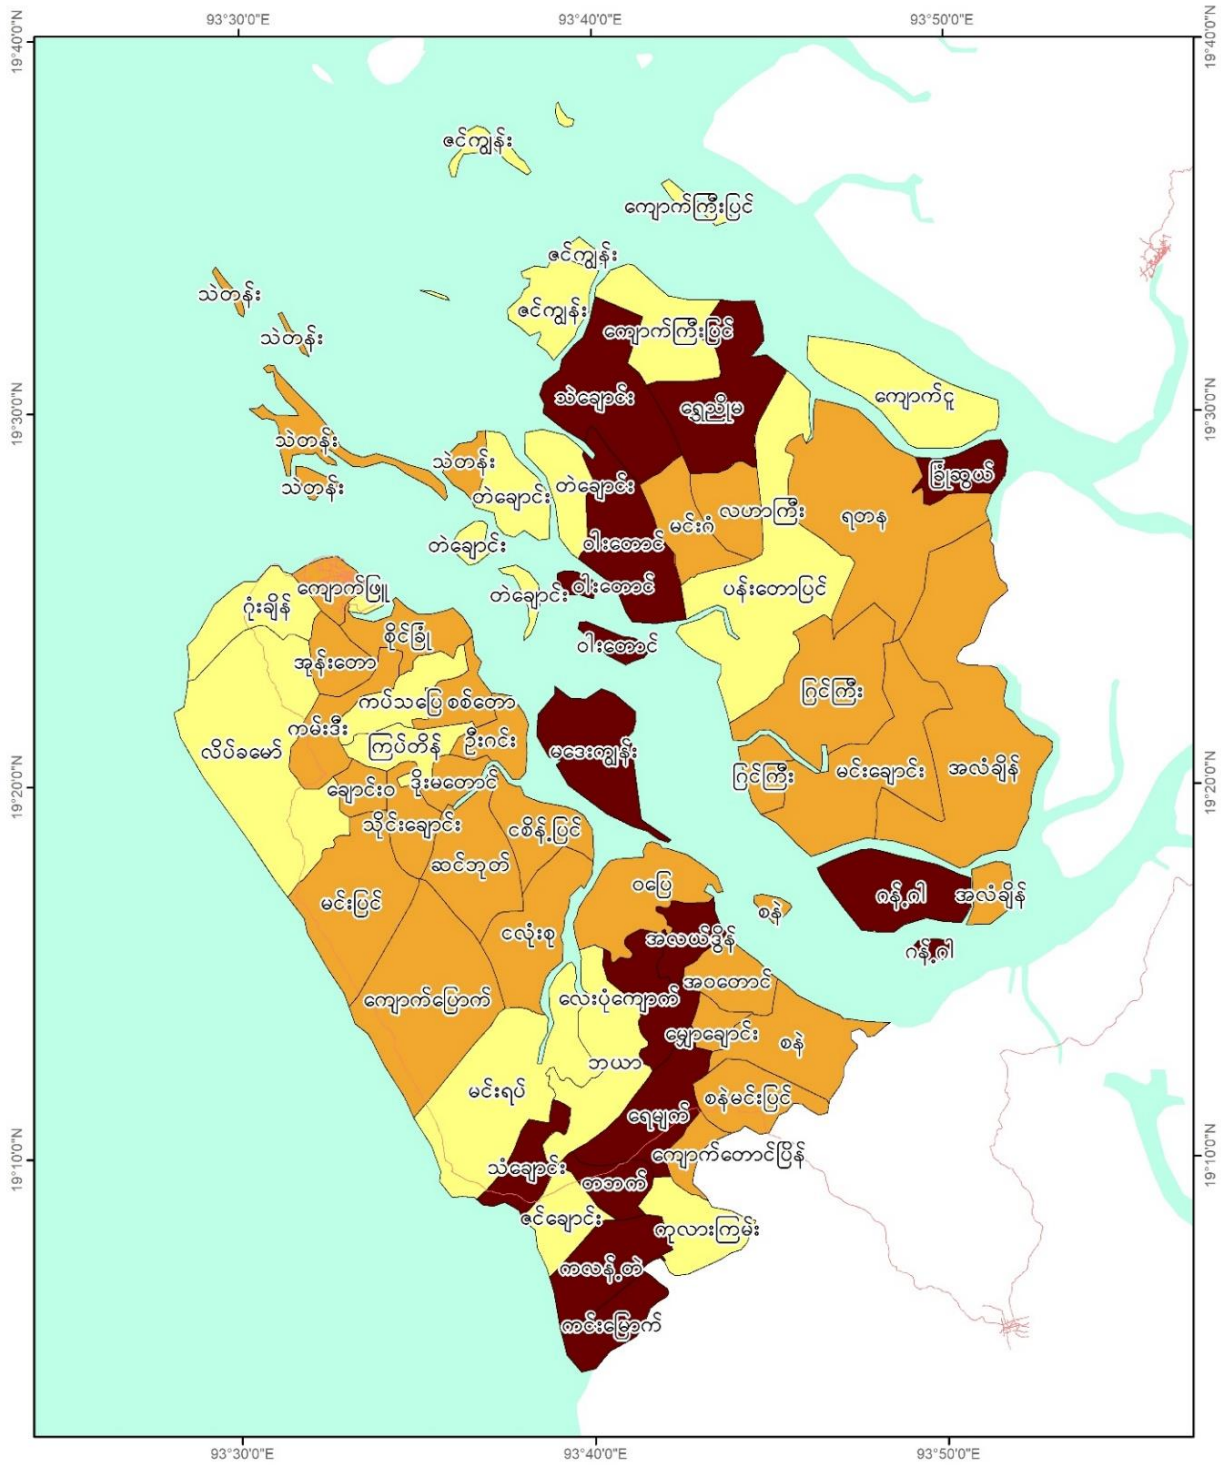 93°30'0"E 93°40'0"E 93°50'0"E
19°40'0"N 19°40'0"N
ဇင်ကျွန်း
ကျောက်ကြီးပြင်
ဇင်ကျွန်း
သဲတန်း
ဇင်ကျွန်း
သဲတန်း
ကျောက်ကြီးပြင်
သဲချောင်း
ကျောက်ငူ
ရွှေညိုမ
19°30'0"N 19°30'0"N
သဲတန်း
သဲတန်း
ခြုံဆွယ်
သဲတန်း
တဲချောင်း
တဲချောင်း
လဟာကြီး
ရတန
မင်းဂံ
တဲချောင်း
ဝါးတောင်
ကျောက်ဖြူ
ဝါးတောင်
ပန်းတောပြင်
တဲချောင်း
ဂုံးချိန်
စိုင်ခြုံ
ဝါးတောင်
အုန်းတော
ဂြင်ကြီး
ကပ်သပြေ
စစ်တော
ကမ်းဒီး
ကြပ်တိန်
ဦးဂင်း
မဒေးကျွန်း
လိပ်ခမော်
ဂြင်ကြီး
မင်းချောင်း
အလံချိန်
19°20'0"N 19°20'0"N
ချောင်းဝ
ဒိုးမတောင်
သိုင်းချောင်း
ငစိန့်ပြင်
ဆင်ဘုတ်
ဝပြေ
မင်းပြင်
ဂန့်ဂါ
အလံချိန်
စနဲ
ငလုံးစု
အလယ်ဒွိန်
ဂန့်ဂါ
အဝတောင်
ကျောက်ပြောက်
လေးပုံကျောက်
မျှောချောင်း
စနဲ
ဘယာ
မင်းရပ်
စနဲမင်းပြင်
ရေမျက်
ကျောက်တောင်ပြိန်
19°10'0"N 19°10'0"N
သံချောင်း
တဘက်
ဇင်ချောင်း
ကုလားကြမ်း
ကလန့်တဲ
ကင်းမြောက်
93°30'0"E 93°40'0"E 93°50'0"E